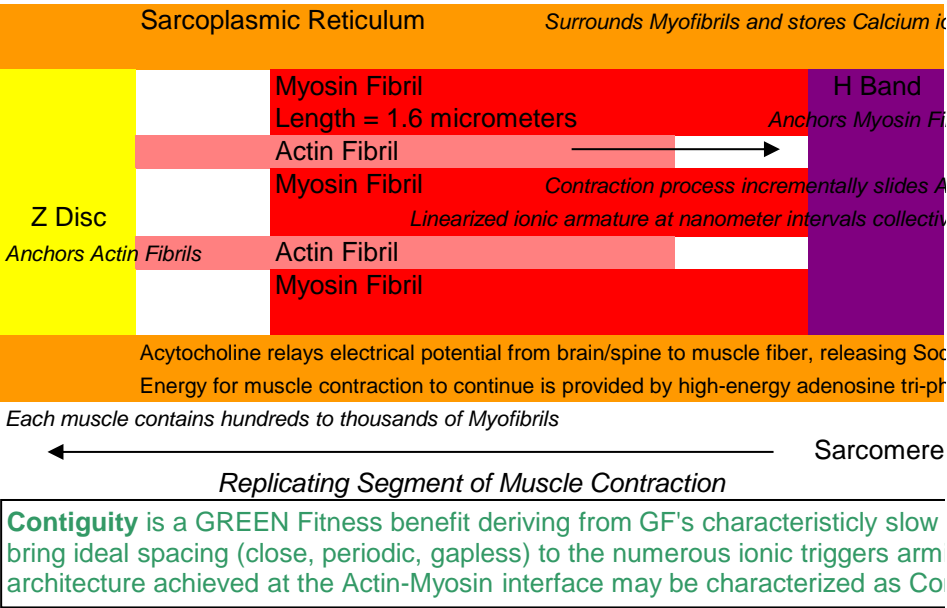 Sarcoplasmic Reticulum Surrounds Myofibrils and stores Calcium
Myosin Fibril H Band
Length = 1.6 micrometers Anchors Myosin
Actin Fibril
Myosin Fibril Contraction process incrementally slides
Z Disc Linearized ionic armature at nanometer intervals
Anchors Actin Fibrils Actin Fibril
Myosin Fibril
Acytocholine relays electrical potential from brain/spine to muscle fiber, releasing
Energy for muscle contraction to continue is provided by high-energy adenosine
Each muscle contains hundreds to thousands of Myofibrils
Sarcomere
Replicating Segment of Muscle Contraction
Contiguity is a GREEN Fitness benefit deriving from GF's characteristicly slow
bring ideal spacing (close, periodic, gapless) to the numerous ionic triggers
architecture achieved at the Actin-Myosin interface may be characterized as